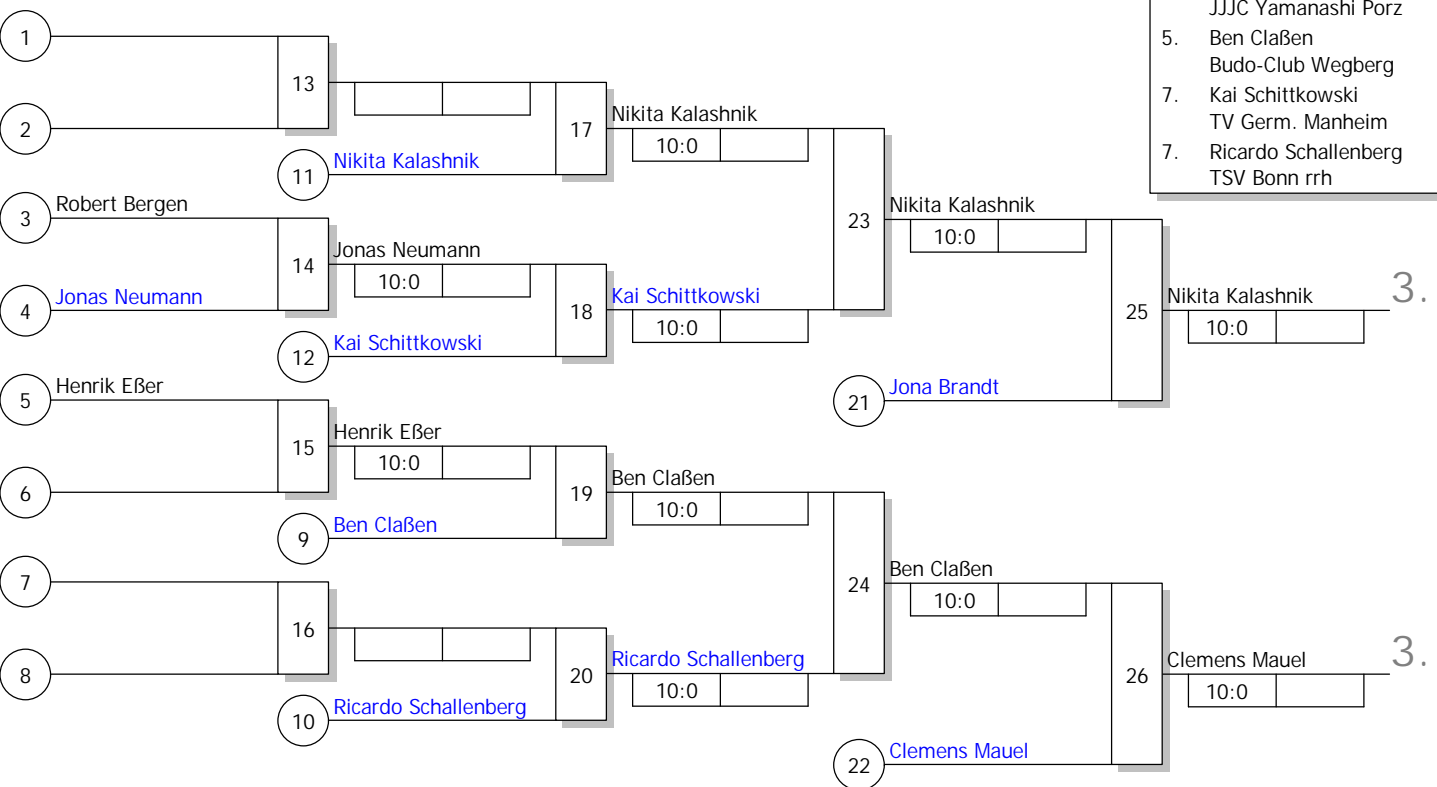 JJJC Yamanashi Porz
5. Ben Claßen
Budo-Club Wegberg
7. Kai Schittkowski
TV Germ. Manheim
7. Ricardo Schallenberg
TSV Bonn rrh
1
13
2
17
Nikita Kalashnik
10:0
11
Nikita Kalashnik
3
Robert Bergen
23
Nikita Kalashnik
10:0
14
Jonas Neumann
10:0
4
Jonas Neumann
18
Kai Schittkowski
10:0
25
Nikita Kalashnik
10:0
3.
12
Kai Schittkowski
5
Henrik Eßer
21
Jona Brandt
15
Henrik Eßer
10:0
6
19
Ben Claßen
10:0
9
Ben Claßen
7
24
Ben Claßen
10:0
16
8
20
Ricardo Schallenberg
10:0
26
Clemens Mauel
10:0
3.
10
Ricardo Schallenberg
22
Clemens Mauel